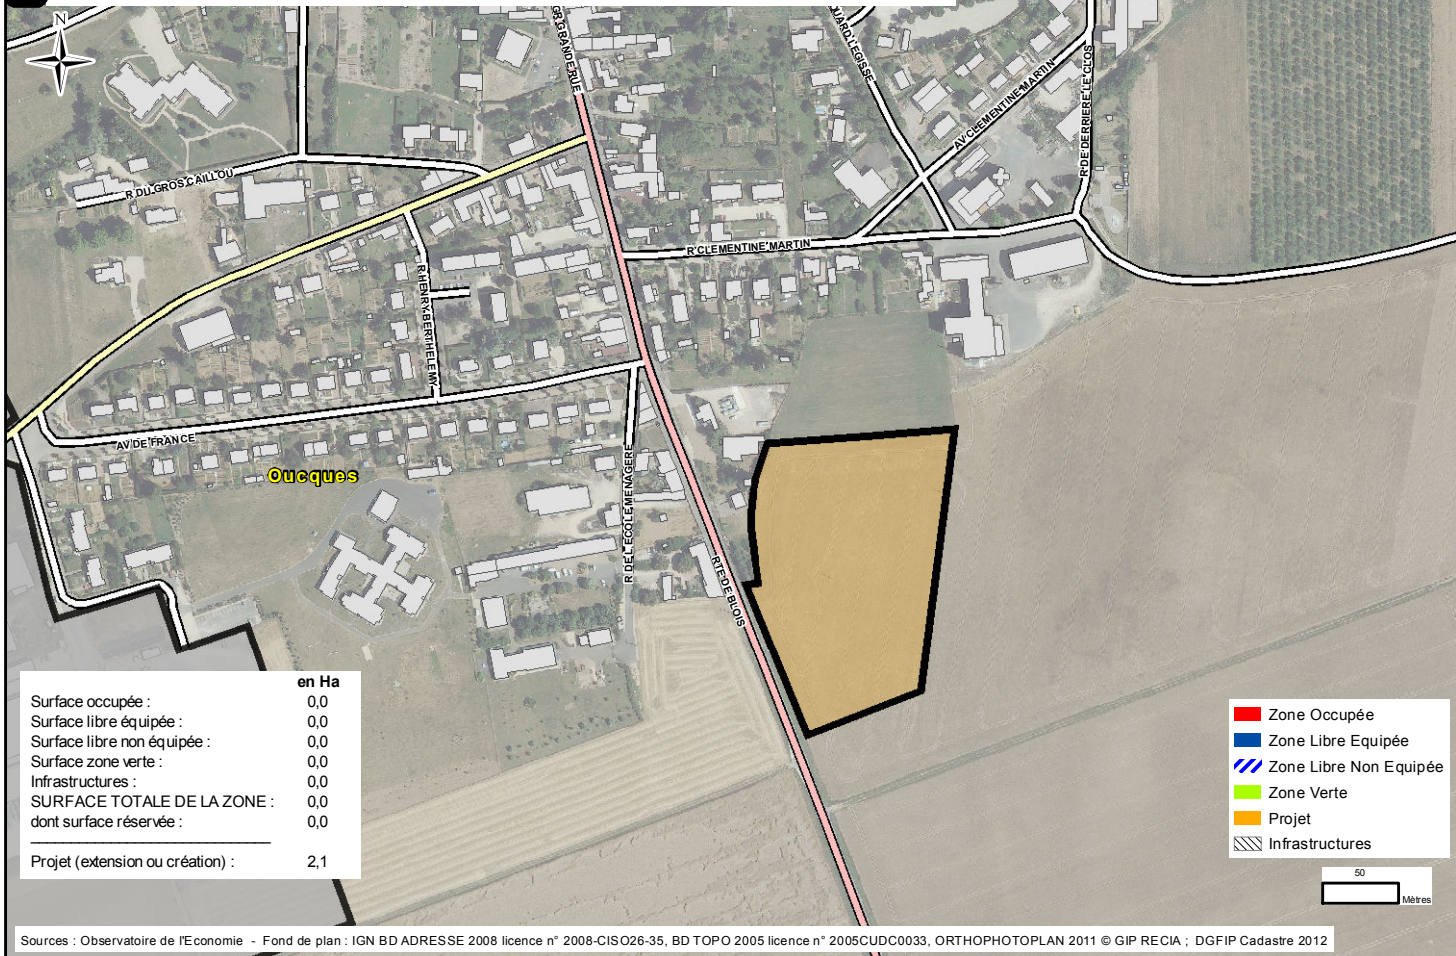 N
GR GRANDE RUE
R DU GROS CAILLOU
AV CLEMENTINE MARTIN
R DE DERRIERE LE CLOS
R CLEMENTINE MARTIN
R HENRY BERTHELEMY
AV DE FRANCE
Oucques
R DE L ECOLE MENAGERE
RTE DE BLOIS
en Ha
Surface occupée : 0,0
Surface libre équipée : 0,0
Surface libre non équipée : 0,0
Surface zone verte : 0,0
Infrastructures : 0,0
SURFACE TOTALE DE LA ZONE : 0,0
dont surface réservée : 0,0
Projet (extension ou création) : 2,1
Zone Occupée
Zone Libre Equipée
Zone Libre Non Equipée
Zone Verte
Projet
Infrastructures
50
Mètres
Sources : Observatoire de l'Economie - Fond de plan : IGN BD ADRESSE 2008 licence n° 2008-CISO26-35, BD TOPO 2005 licence n° 2005CUDC0033, ORTHOPHOTOPLAN 2011 © GIP RECIA ; DGFIP Cadastre 2012